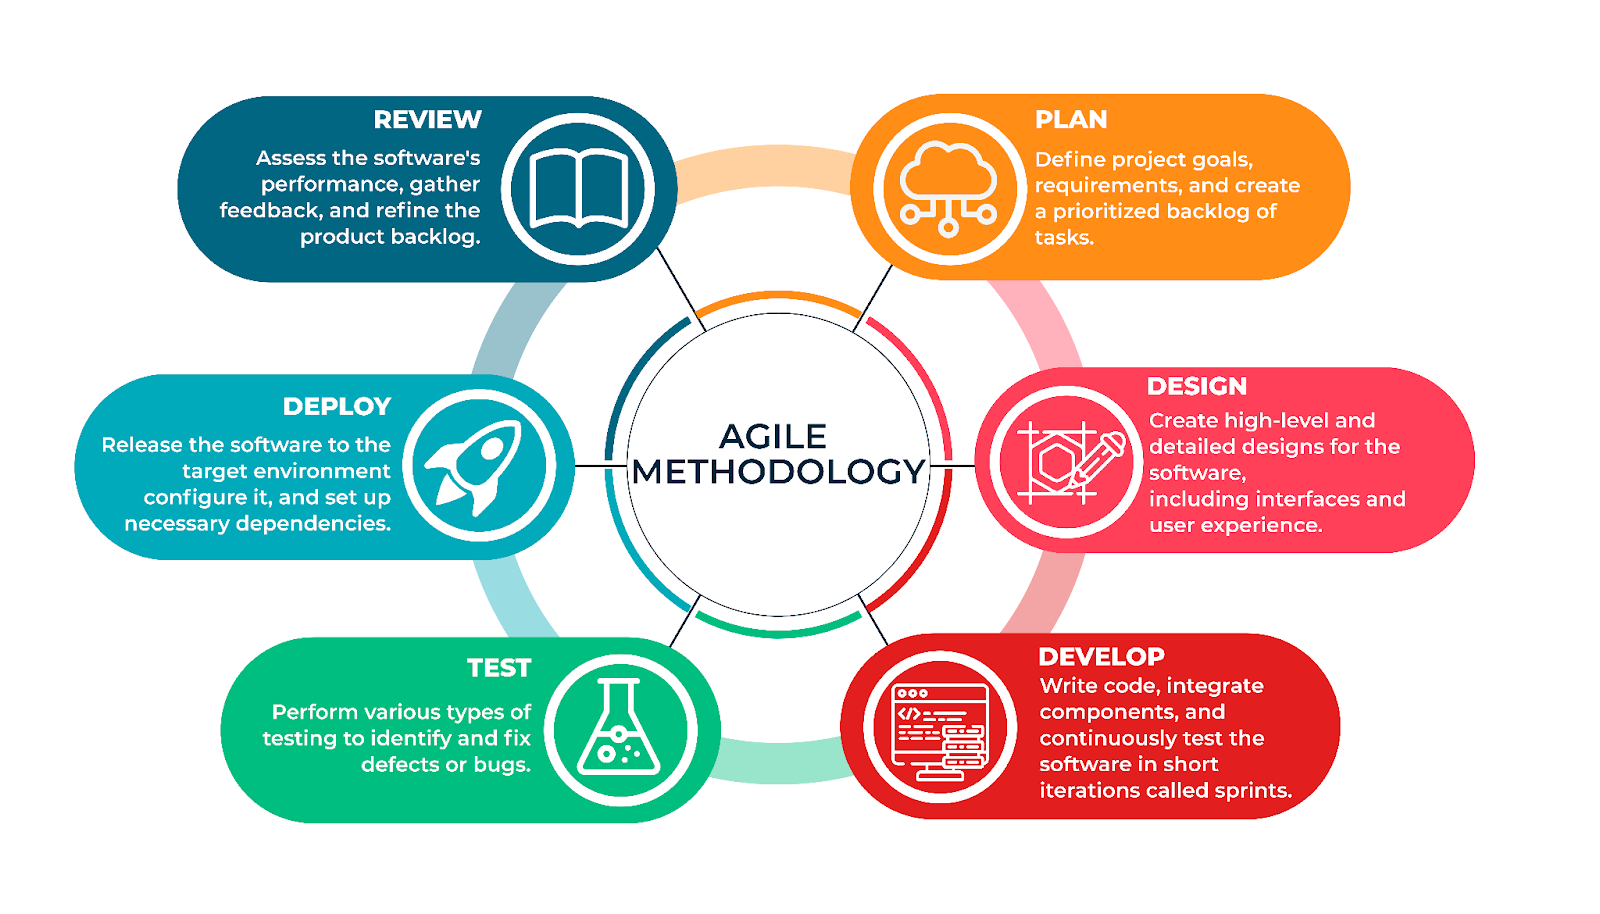 REVIEW
Assess the software's
performance, gather
feedback, and refine the
product backlog.
PLAN
Define project goals,
requirements, and create
a prioritized backlog of
tasks.
DEPLOY
Release the software to the
target environment
configure it, and set up
necessary dependencies.
AGILE
METHODOLOGY
DESIGN
Create high-level and
detailed designs for the
software,
including interfaces and
user experience.
TEST
Perform various types of
testing to identify and fix
defects or bugs.
DEVELOP
Write code, integrate
components, and
continuously test the
software in short
iterations called sprints.